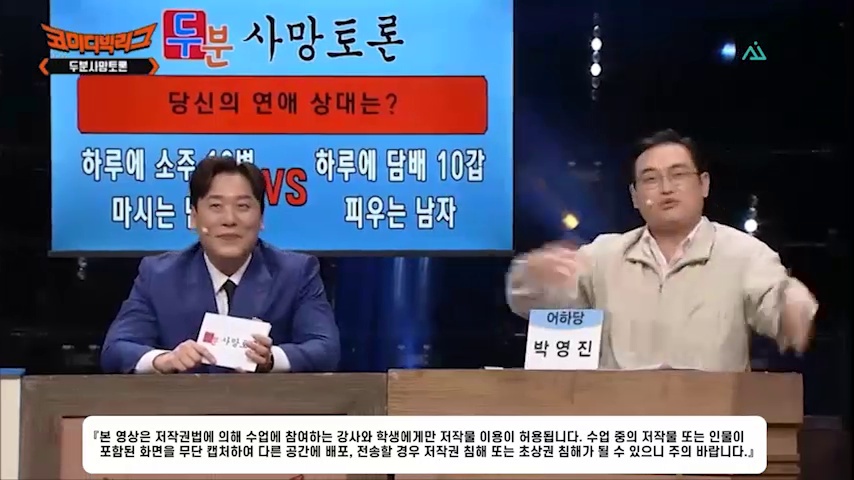 코미디빅리그
두분사망토론
두분 사망토론
당신의 연애 상대는?
하루에 소주
마시는
VS
하루에 담배 10갑
피우는 남자
두분 사망토론
어하당
박영진
『본 영상은 저작권법에 의해 수업에 참여하는 강사와 학생에게만 저작물 이용이 허용됩니다. 수업 중의 저작물 또는 인물이
포함된 화면을 무단 캡처하여 다른 공간에 배포, 전송할 경우 저작권 침해 또는 초상권 침해가 될 수 있으니 주의 바랍니다.』